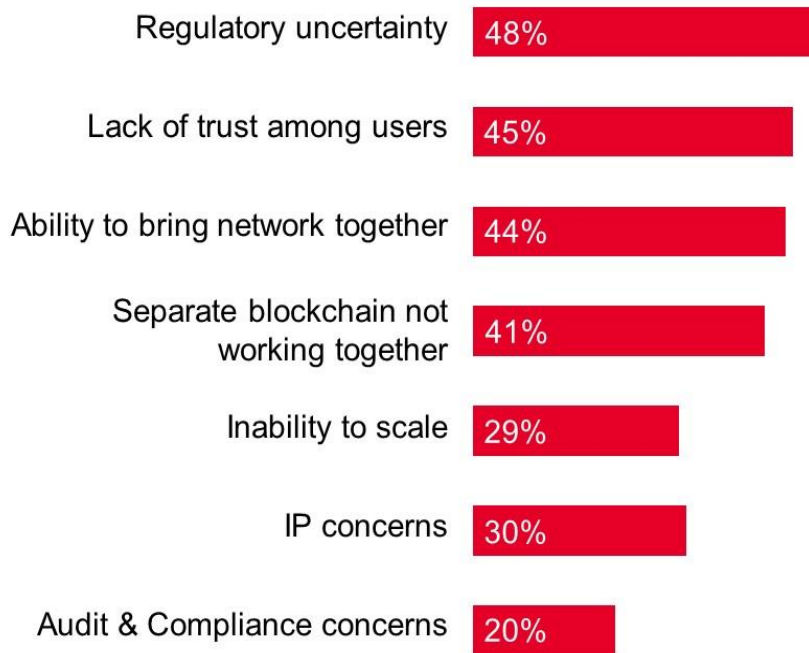 Regulatory uncertainty 48%
Lack of trust among users 45%
Ability to bring network together 44%
Separate blockchain not
working together 41%
Inability to scale 29%
IP concerns 30%
Audit & Compliance concerns 20%